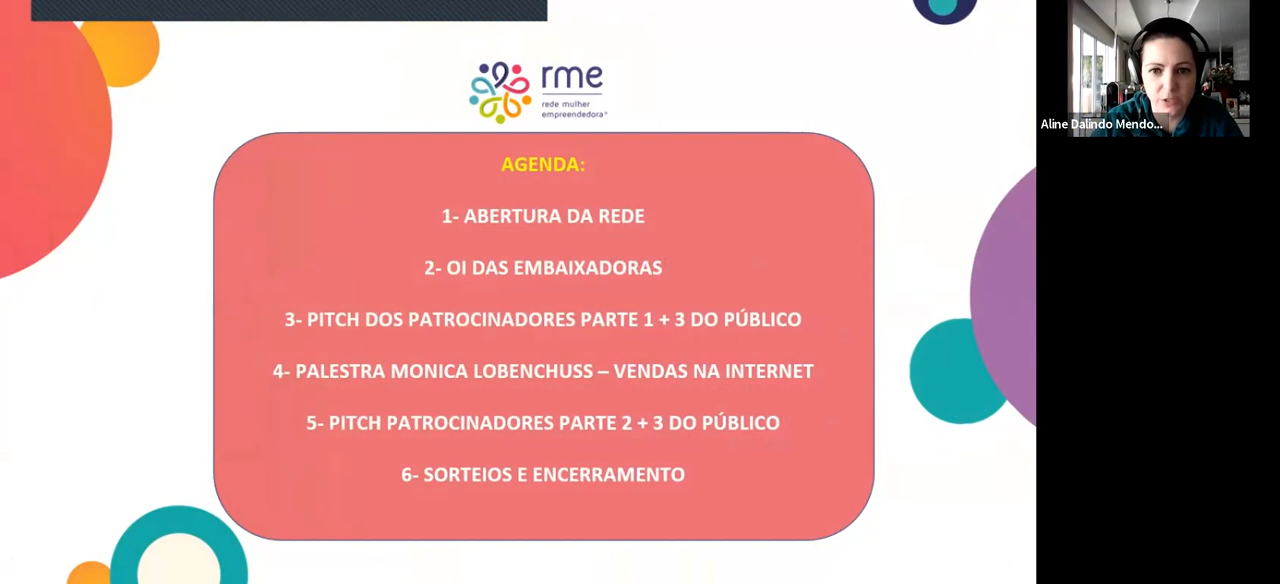 rme
rede mulher
empreendedora®
AGENDA:
1- ABERTURA DA REDE
2- OI DAS EMBAIXADORAS
3- PITCH DOS PATROCINADORES PARTE 1 + 3 DO PÚBLICO
4- PALESTRA MONICA LOBENCHUSS – VENDAS NA INTERNET
5- PITCH PATROCINADORES PARTE 2 + 3 DO PÚBLICO
6- SORTEIOS E ENCERRAMENTO
Aline Dalindo Mendo...